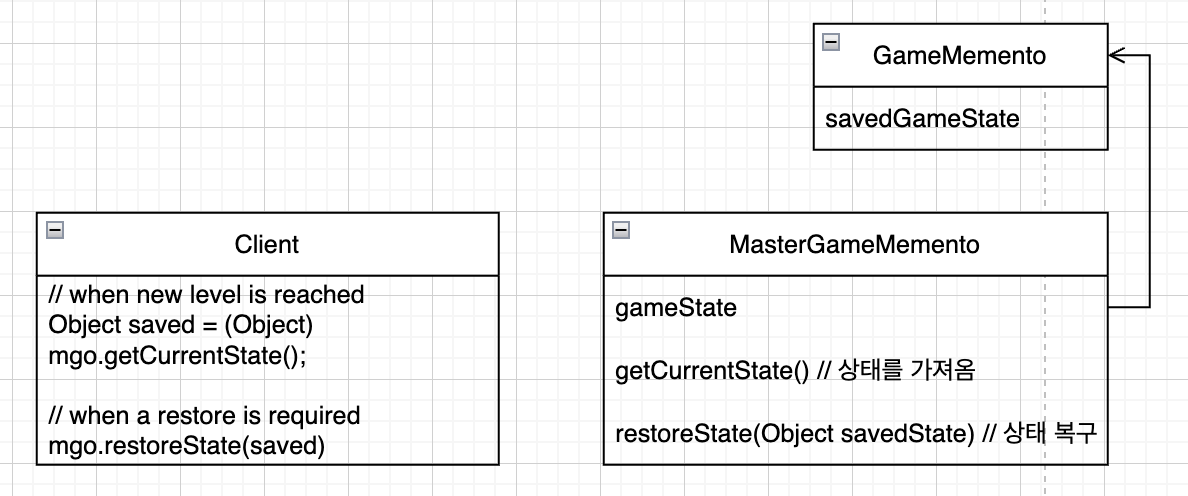 GameMemento
savedGameState
Client
// when new level is reached
Object saved = (Object)
mgo.getCurrentState();
// when a restore is required
mgo.restoreState(saved)
MasterGameMemento
gameState
getCurrentState() // 상태를 가져옴
restoreState(Object savedState) // 상태 복구